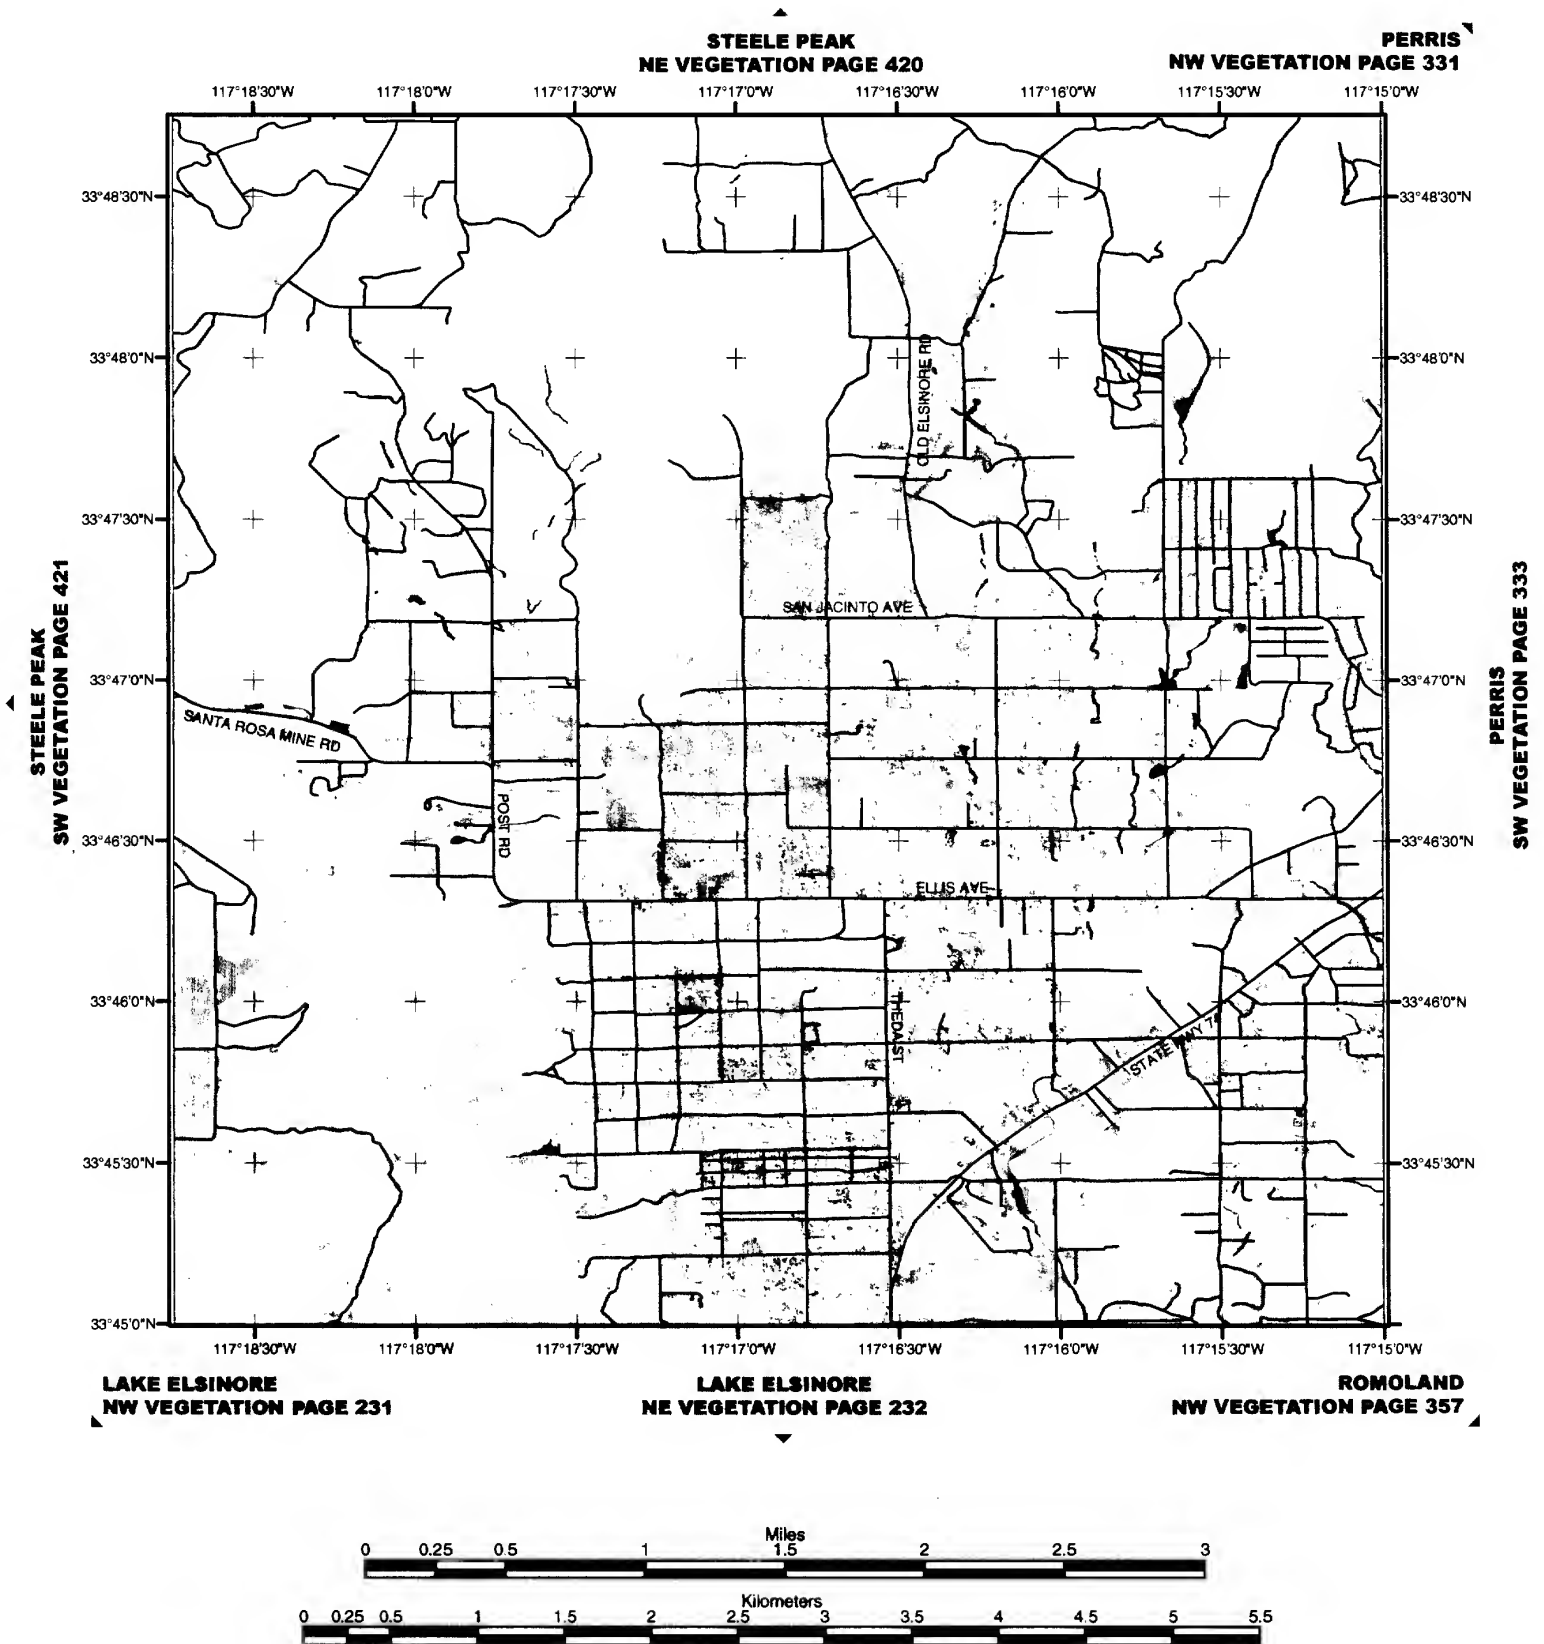 STEELE PEAK
NE VEGETATION PAGE 420
PERRIS
NW VEGETATION PAGE 331
117°18'30"W 117°18'0"W 117°17'30"W 117°17'0"W 117°16'30"W 117°16'0"W 117°15'30"W 117°15'0"W
33°48'30"N 33°48'30"N
33°48'0"N 33°48'0"N
OLD ELSINORE RD
33°47'30"N 33°47'30"N
STEELE PEAK
SW VEGETATION PAGE 421
PERRIS
SW VEGETATION PAGE 333
SAN JACINTO AVE
33°47'0"N 33°47'0"N
SANTA ROSA MINE RD
POSIT RD
33°46'30"N 33°46'30"N
ELLIS AVE
33°46'0"N 33°46'0"N
THEDA ST
STATE HWY 74
33°45'30"N 33°45'30"N
33°45'0"N
117°18'30"W 117°18'0"W 117°17'30"W 117°17'0"W 117°16'30"W 117°16'0"W 117°15'30"W 117°15'0"W
LAKE ELSINORE
NW VEGETATION PAGE 231
LAKE ELSINORE
NE VEGETATION PAGE 232
ROMOLAND
NW VEGETATION PAGE 357
Miles
0 0.25 0.5 1 1.5 2 2.5 3
Kilometers
0 0.25 0.5 1 1.5 2 2.5 3 3.5 4 4.5 5 5.5